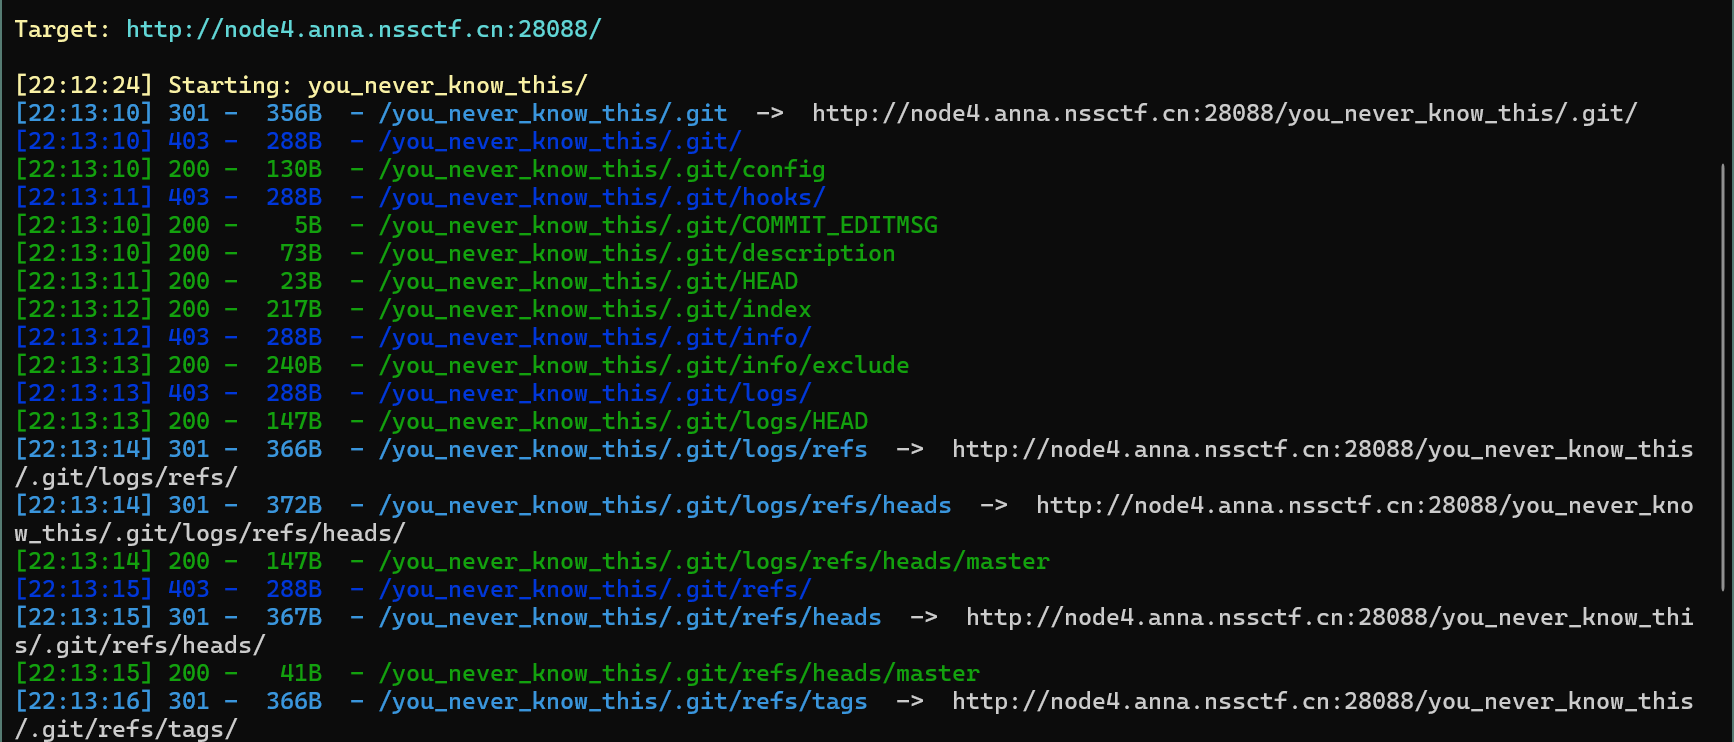 Target: http://node4.anna.nssctf.cn:28088/
[22:12:24] Starting: you_never_know_this/
[22:13:10] 301 -  356B  - /you_never_know_this/.git  ->  http://node4.anna.nssctf.cn:28088/you_never_know_this/.git/
[22:13:10] 403 -  288B  - /you_never_know_this/.git/
[22:13:10] 200 -  130B  - /you_never_know_this/.git/config
[22:13:11] 403 -  288B  - /you_never_know_this/.git/hooks/
[22:13:10] 200 -    5B  - /you_never_know_this/.git/COMMIT_EDITMSG
[22:13:10] 200 -   73B  - /you_never_know_this/.git/description
[22:13:11] 200 -   23B  - /you_never_know_this/.git/HEAD
[22:13:12] 200 -  217B  - /you_never_know_this/.git/index
[22:13:12] 403 -  288B  - /you_never_know_this/.git/info/
[22:13:13] 200 -  240B  - /you_never_know_this/.git/info/exclude
[22:13:13] 403 -  288B  - /you_never_know_this/.git/logs/
[22:13:13] 200 -  147B  - /you_never_know_this/.git/logs/HEAD
[22:13:14] 301 -  366B  - /you_never_know_this/.git/logs/refs  ->  http://node4.anna.nssctf.cn:28088/you_never_know_this
/.git/logs/refs/
[22:13:14] 301 -  372B  - /you_never_know_this/.git/logs/refs/heads  ->  http://node4.anna.nssctf.cn:28088/you_never_kno
w_this/.git/logs/refs/heads/
[22:13:14] 200 -  147B  - /you_never_know_this/.git/logs/refs/heads/master
[22:13:15] 403 -  288B  - /you_never_know_this/.git/refs/
[22:13:15] 301 -  367B  - /you_never_know_this/.git/refs/heads  ->  http://node4.anna.nssctf.cn:28088/you_never_know_thi
s/.git/refs/heads/
[22:13:15] 200 -   41B  - /you_never_know_this/.git/refs/heads/master
[22:13:16] 301 -  366B  - /you_never_know_this/.git/refs/tags  ->  http://node4.anna.nssctf.cn:28088/you_never_know_this
/.git/refs/tags/